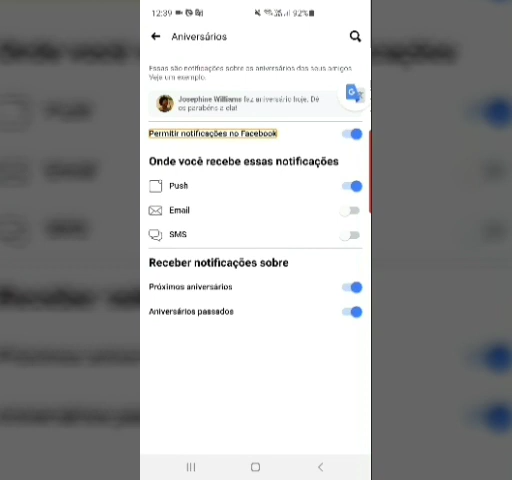 12:39 92%
Aniversários
Essas são notificações sobre os aniversários dos seus amigos
Veja um exemplo.
Josephine Williams faz aniversário hoje. Dê
os parabéns a ela!
Permitir notificações no Facebook
Onde você recebe essas notificações
Push
Email
SMS
Receber notificações sobre
Próximos aniversários
Aniversários passados